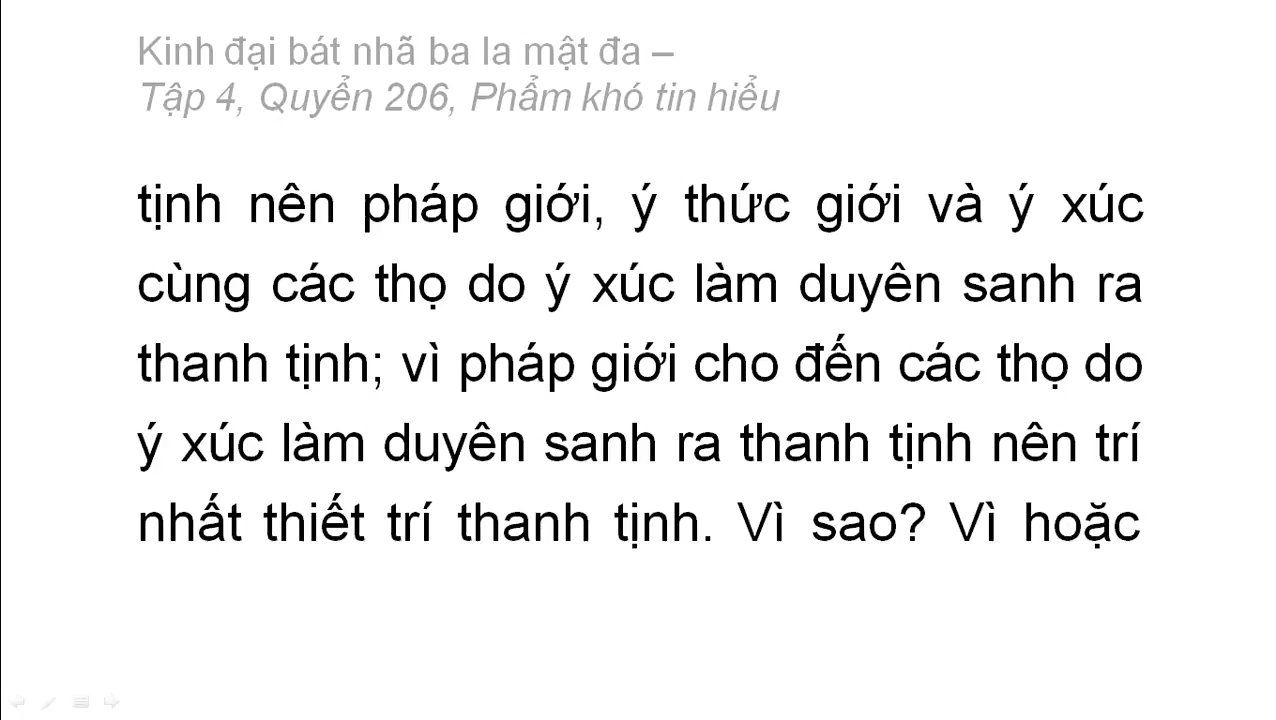 Kinh đại bát nhã ba la mật đa –
Tập 4, Quyển 206, Phẩm khó tin hiểu
tịnh nên pháp giới, ý thức giới và ý xúc
cùng các thọ do ý xúc làm duyên sanh ra
thanh tịnh; vì pháp giới cho đến các thọ do
ý xúc làm duyên sanh ra thanh tịnh nên trí
nhất thiết trí thanh tịnh. Vì sao? Vì hoặc